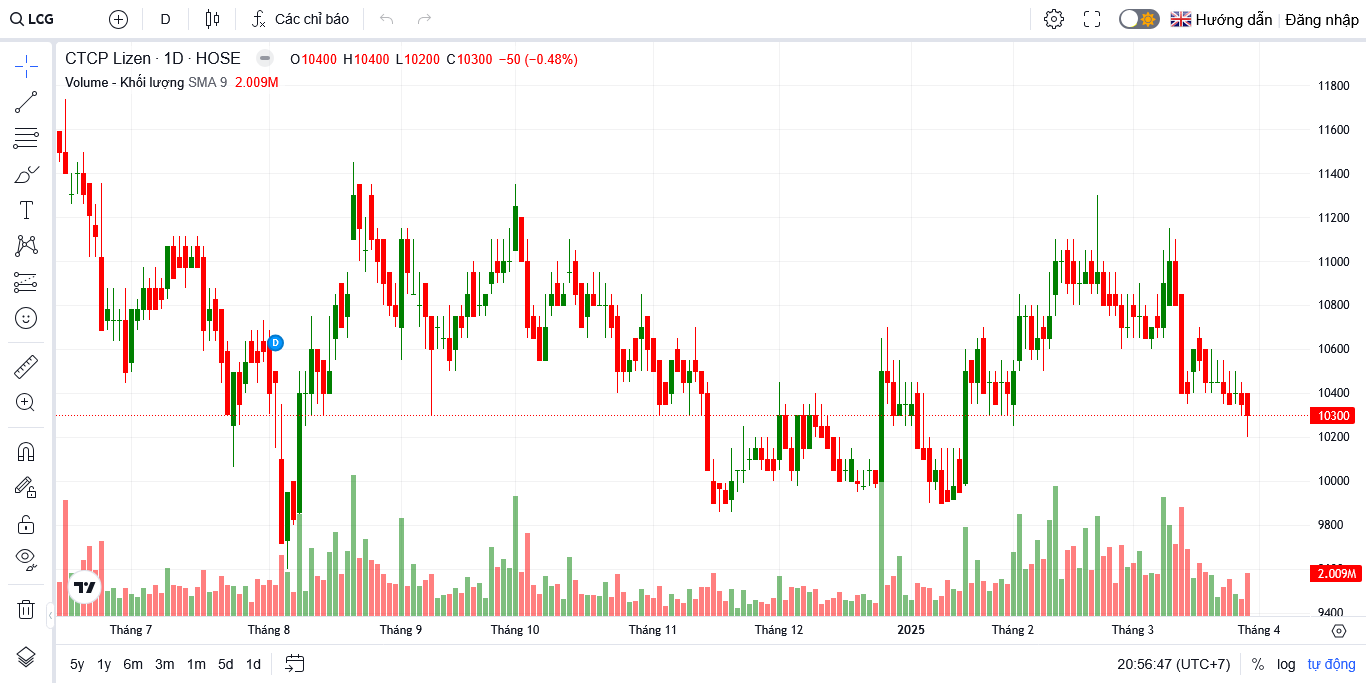 LCG D Các chỉ báo Hướng dẫn Đăng nhập
CTCP Lizen · 1D · HOSE O10400 H10400 L10200 C10300 −50 (−0.48%)
Volume - Khối lượng SMA 9 2.009M
11800
11600
11400
11200
11000
10800
10600
10400
10300
10200
10000
9800
2.009M
9400
D
Tháng 7 Tháng 8 Tháng 9 Tháng 10 Tháng 11 Tháng 12 2025 Tháng 2 Tháng 3 Tháng 4
5y 1y 6m 3m 1m 5d 1d 20:56:47 (UTC+7) % log tự động